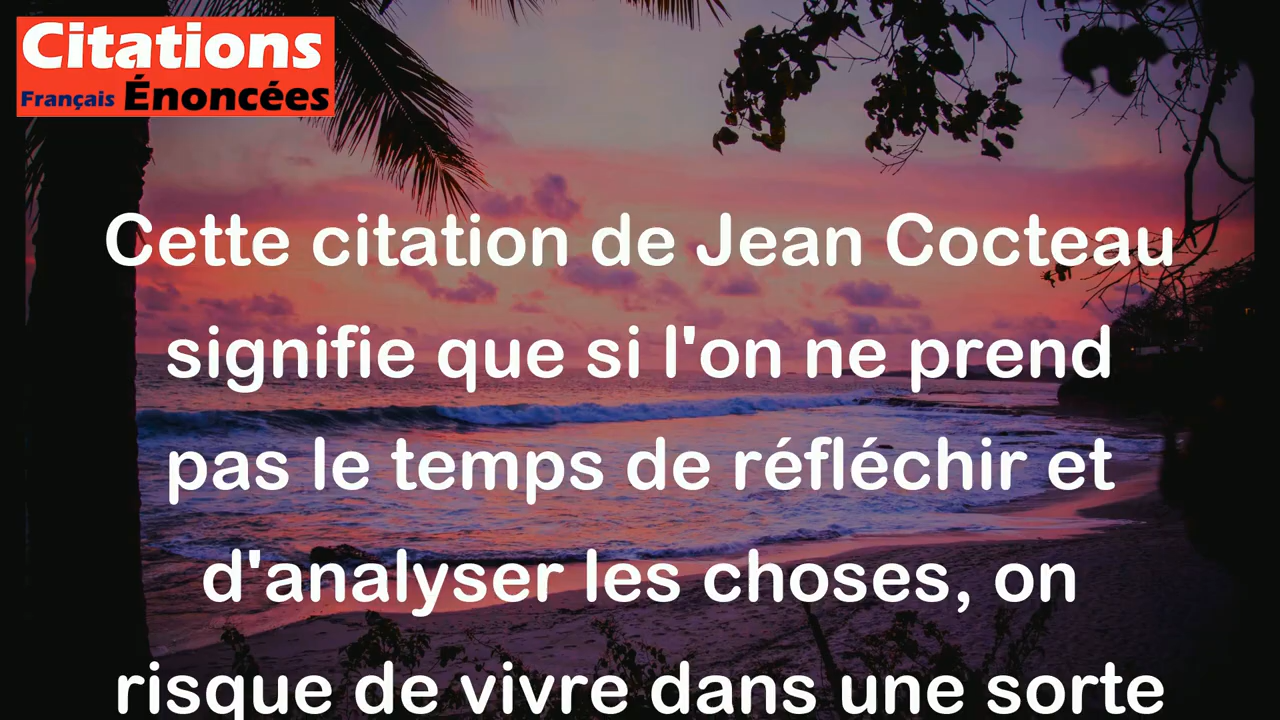 Citations
Français Énoncées
Cette citation de Jean Cocteau
signifie que si l'on ne prend
pas le temps de réfléchir et
d'analyser les choses, on
risque de vivre dans une sorte